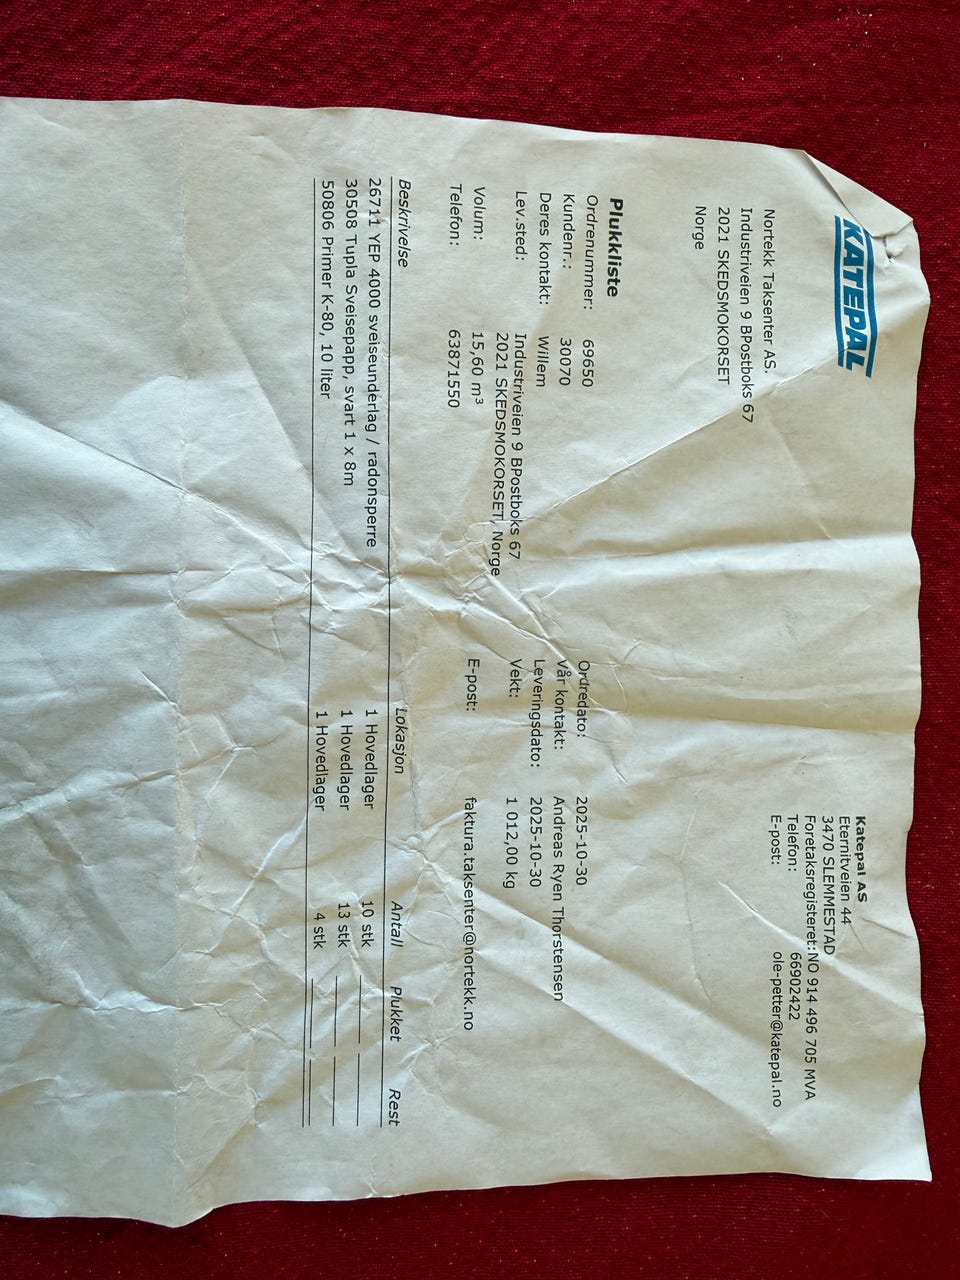 KATEPAL
Katepal AS
Eternitveien 44
3470 SLEMMESTAD
Foretaksregisteret: NO 914 496 705 MVA
Telefon: 66902422
E-post: ole-petter@katepal.no
Nortekk Taksenter AS.
Industriveien 9 BPostboks 67
2021 SKEDSMOKORSET
Norge
Plukkliste
Ordrenummer: 69650 Ordredato: 2025-10-30
Kundenr.: 30070 Vår kontakt: Andreas Ryen Thorstensen
Deres kontakt: Willem Leveringsdato: 2025-10-30
Lev.sted: Industriveien 9 BPostboks 67 Vekt: 1 012,00 kg
2021 SKEDSMOKORSET, Norge
Volum: 15,60 m³ E-post: faktura.taksenter@nortekk.no
Telefon: 63871550
Beskrivelse Lokasjon Antall Plukket Rest
26711 YEP 4000 sveiseunderlag / radonsperre 1 Hovedlager 10 stk
30508 Tupla Sveisepapp, svart 1 x 8m 1 Hovedlager 13 stk
50806 Primer K-80, 10 liter 1 Hovedlager 4 stk